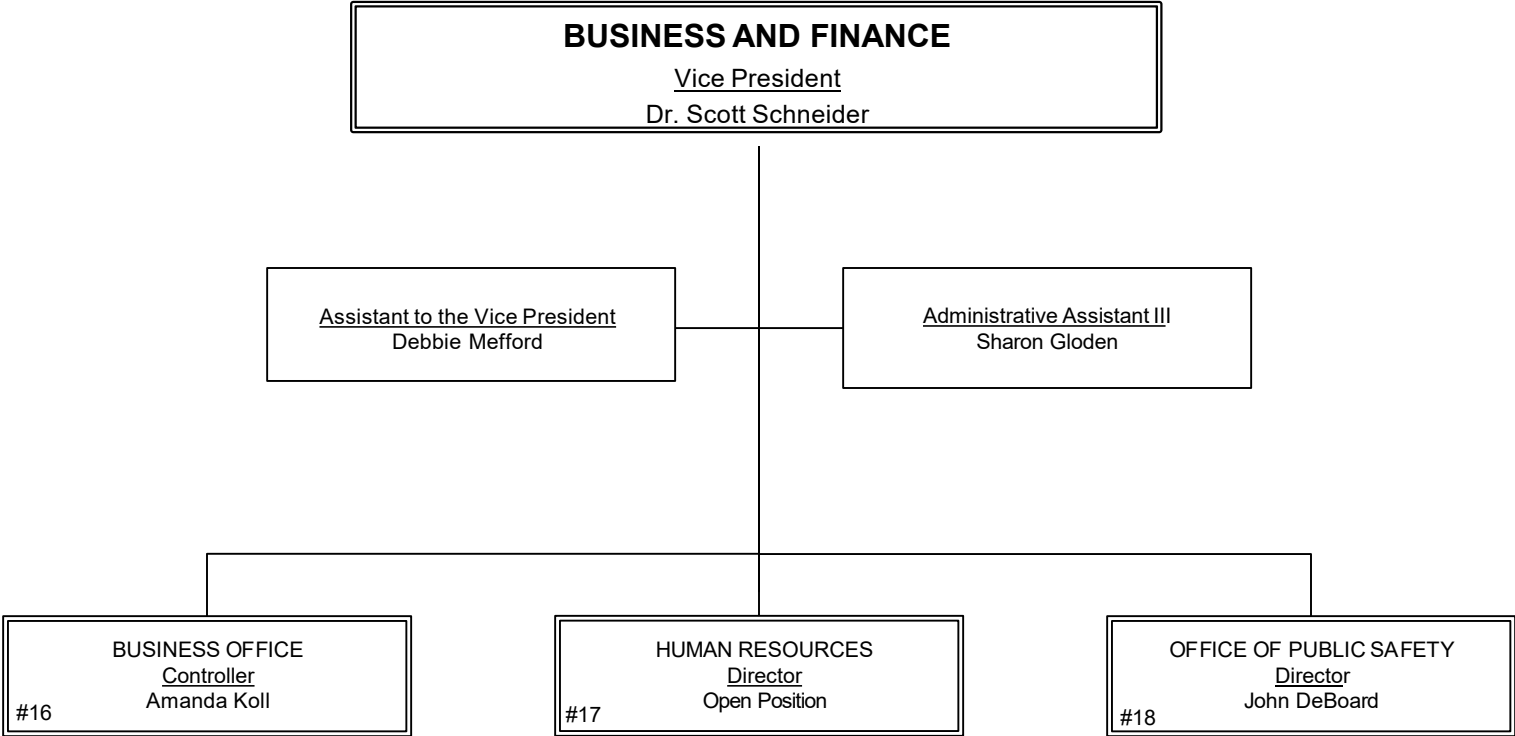 BUSINESS AND FINANCE
Vice President
Dr. Scott Schneider
Assistant to the Vice President
Debbie Mefford
Administrative Assistant III
Sharon Gloden
BUSINESS OFFICE
Controller
Amanda Koll
#16
HUMAN RESOURCES
Director
Open Position
#17
OFFICE OF PUBLIC SAFETY
Director
John DeBoard
#18